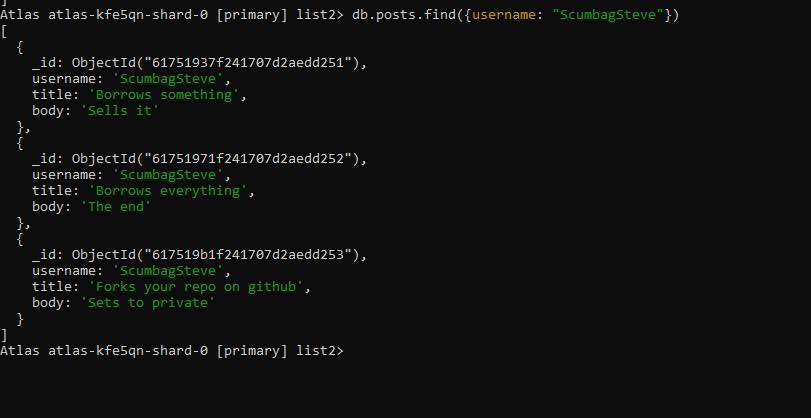 ]
Atlas atlas-kfe5qn-shard-0 [primary] list2> db.posts.find({username: "ScumbagSteve"})
[
  {
    _id: ObjectId("61751937f241707d2aedd251"),
    username: 'ScumbagSteve',
    title: 'Borrows something',
    body: 'Sells it'
  },
  {
    _id: ObjectId("61751971f241707d2aedd252"),
    username: 'ScumbagSteve',
    title: 'Borrows everything',
    body: 'The end'
  },
  {
    _id: ObjectId("617519b1f241707d2aedd253"),
    username: 'ScumbagSteve',
    title: 'Forks your repo on github',
    body: 'Sets to private'
  }
]
Atlas atlas-kfe5qn-shard-0 [primary] list2>